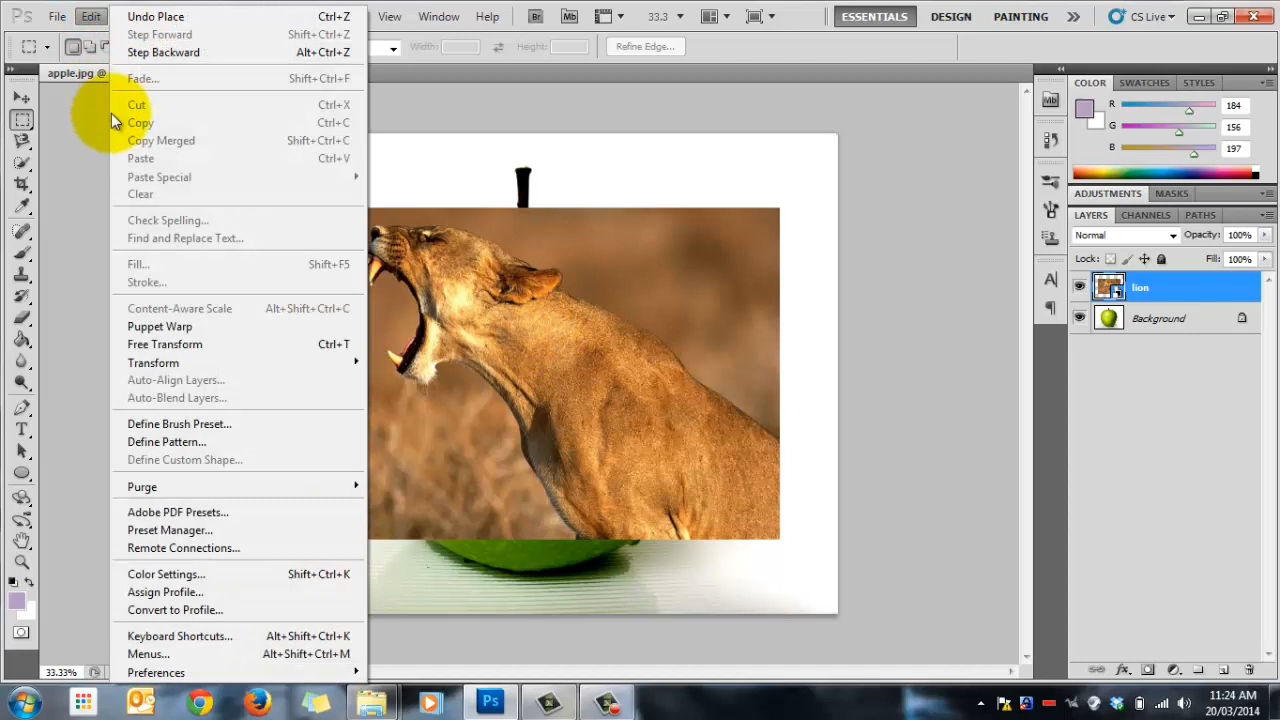 Ps File Edit View Window Help Br Mb 33.3 ESSENTIALS DESIGN PAINTING CS Live
Width: Height: Refine Edge...
apple.jpg @
Undo Place Ctrl+Z
Step Forward Shift+Ctrl+Z
Step Backward Alt+Ctrl+Z
Fade... Shift+Ctrl+F
Cut Ctrl+X
Copy Ctrl+C
Copy Merged Shift+Ctrl+C
Paste Ctrl+V
Paste Special
Clear
Check Spelling...
Find and Replace Text...
Fill... Shift+F5
Stroke...
Content-Aware Scale Alt+Shift+Ctrl+C
Puppet Warp
Free Transform Ctrl+T
Transform
Auto-Align Layers...
Auto-Blend Layers...
Define Brush Preset...
Define Pattern...
Define Custom Shape...
Purge
Adobe PDF Presets...
Preset Manager...
Remote Connections...
Color Settings... Shift+Ctrl+K
Assign Profile...
Convert to Profile...
Keyboard Shortcuts... Alt+Shift+Ctrl+K
Menus... Alt+Shift+Ctrl+M
Preferences
Mb
COLOR SWATCHES STYLES
R 184
G 156
B 197
ADJUSTMENTS MASKS
LAYERS CHANNELS PATHS
Normal Opacity: 100%
Lock: Fill: 100%
lion
Background
33.33%
Ps
11:24 AM
20/03/2014